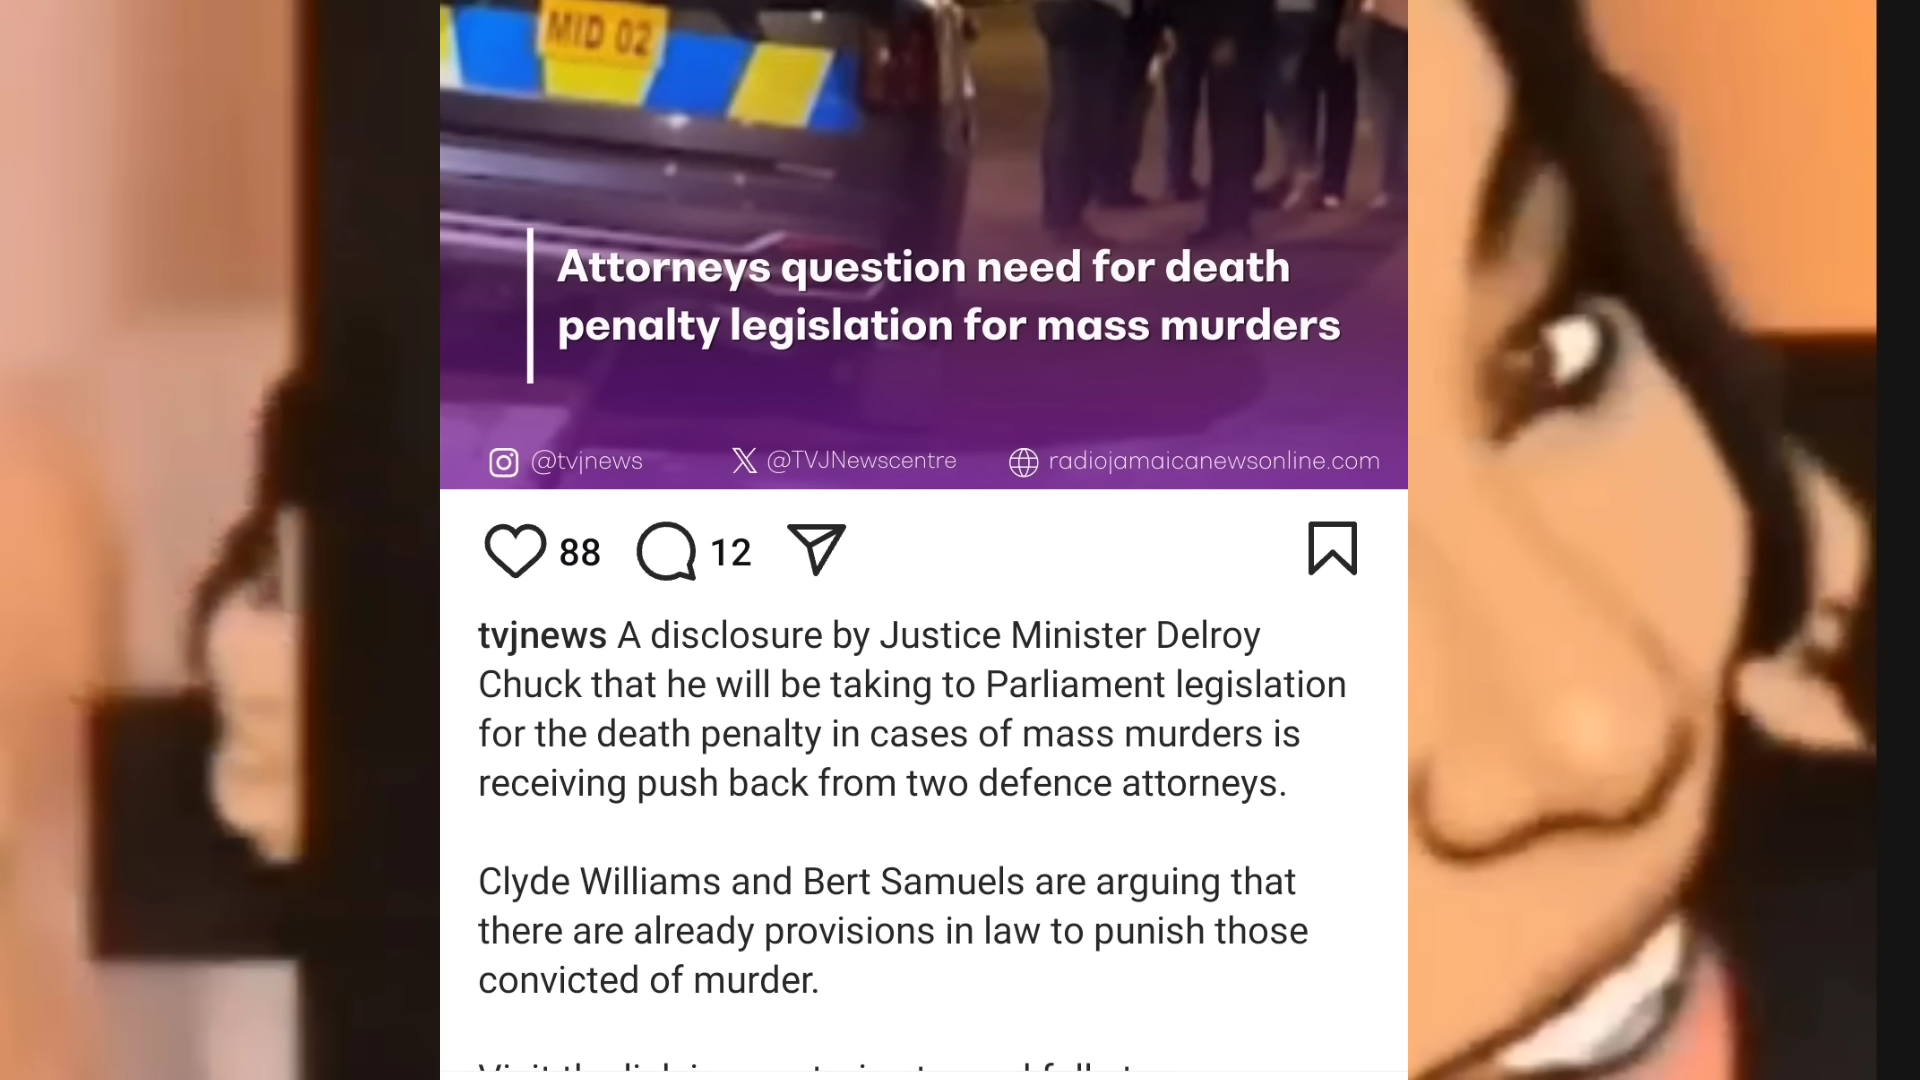 MID 02
Attorneys question need for death
penalty legislation for mass murders
@tvjnews @TVJNewscentre radiojamaicanewsonline.com
88 12
tvjnews A disclosure by Justice Minister Delroy
Chuck that he will be taking to Parliament legislation
for the death penalty in cases of mass murders is
receiving push back from two defence attorneys.
Clyde Williams and Bert Samuels are arguing that
there are already provisions in law to punish those
convicted of murder.